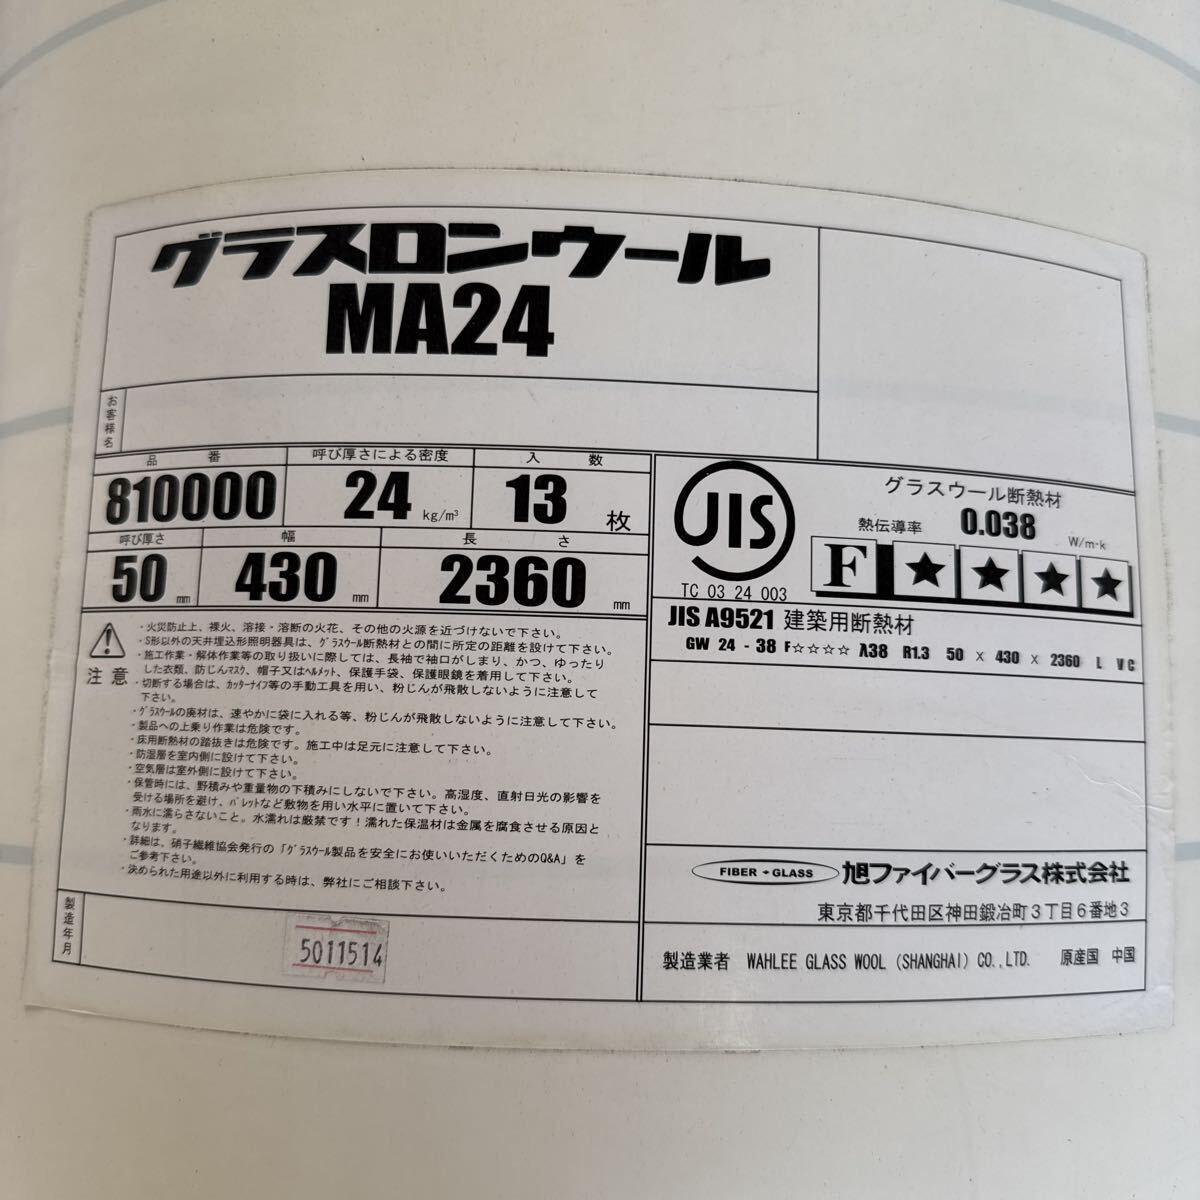 グラスロンウール
MA24
お客様名
品番
810000
呼び厚さによる密度
24 kg/m³
入数
13 枚
呼び厚さ
50 mm
幅
430 mm
長さ
2360 mm
注意
・火災防止上、裸火、溶接・溶断の火花、その他の火源を近づけないで下さい。
・S形以外の天井埋込形照明器具は、グラスウール断熱材との間に所定の距離を設けて下さい。
・施工作業・解体作業等の取り扱いに際しては、長袖で袖口がしまり、かつ、ゆったり
した衣類、防じんマスク、帽子又はヘルメット、保護手袋、保護眼鏡を着用して下さい。
・切断する場合は、カッターナイフ等の手動工具を用い、粉じんが飛散しないように注意して
下さい。
・グラスウールの廃材は、速やかに袋に入れる等、粉じんが飛散しないように注意して下さい。
・製品への上乗り作業は危険です。
・床用断熱材の踏抜きは危険です。施工中は足元に注意して下さい。
・防湿層を室内側に設けて下さい。
・空気層は室外側に設けて下さい。
・保管時には、野積みや重量物の下積みにしないで下さい。高湿度、直射日光の影響を
受ける場所を避け、パレットなど敷物を用い水平に置いて下さい。
・雨水に濡らさないこと。水濡れは厳禁です！濡れた保温材は金属を腐食させる原因と
なります。
・詳細は、硝子繊維協会発行の「グラスウール製品を安全にお使いいただくためのQ&A」を
ご参考下さい。
・決められた用途以外に利用する時は、弊社にご相談下さい。
製造年月
5011514
JIS
TC 03 24 003
グラスウール断熱材
熱伝導率 0.038 W/m·k
F★★★★
JIS A9521 建築用断熱材
GW 24 - 38 F☆☆☆☆ λ38 R1.3 50 × 430 × 2360 L VC
FIBER GLASS 旭ファイバーグラス株式会社
東京都千代田区神田鍛冶町3丁目6番地3
製造業者 WAHLEE GLASS WOOL (SHANGHAI) CO.,LTD. 原産国 中国